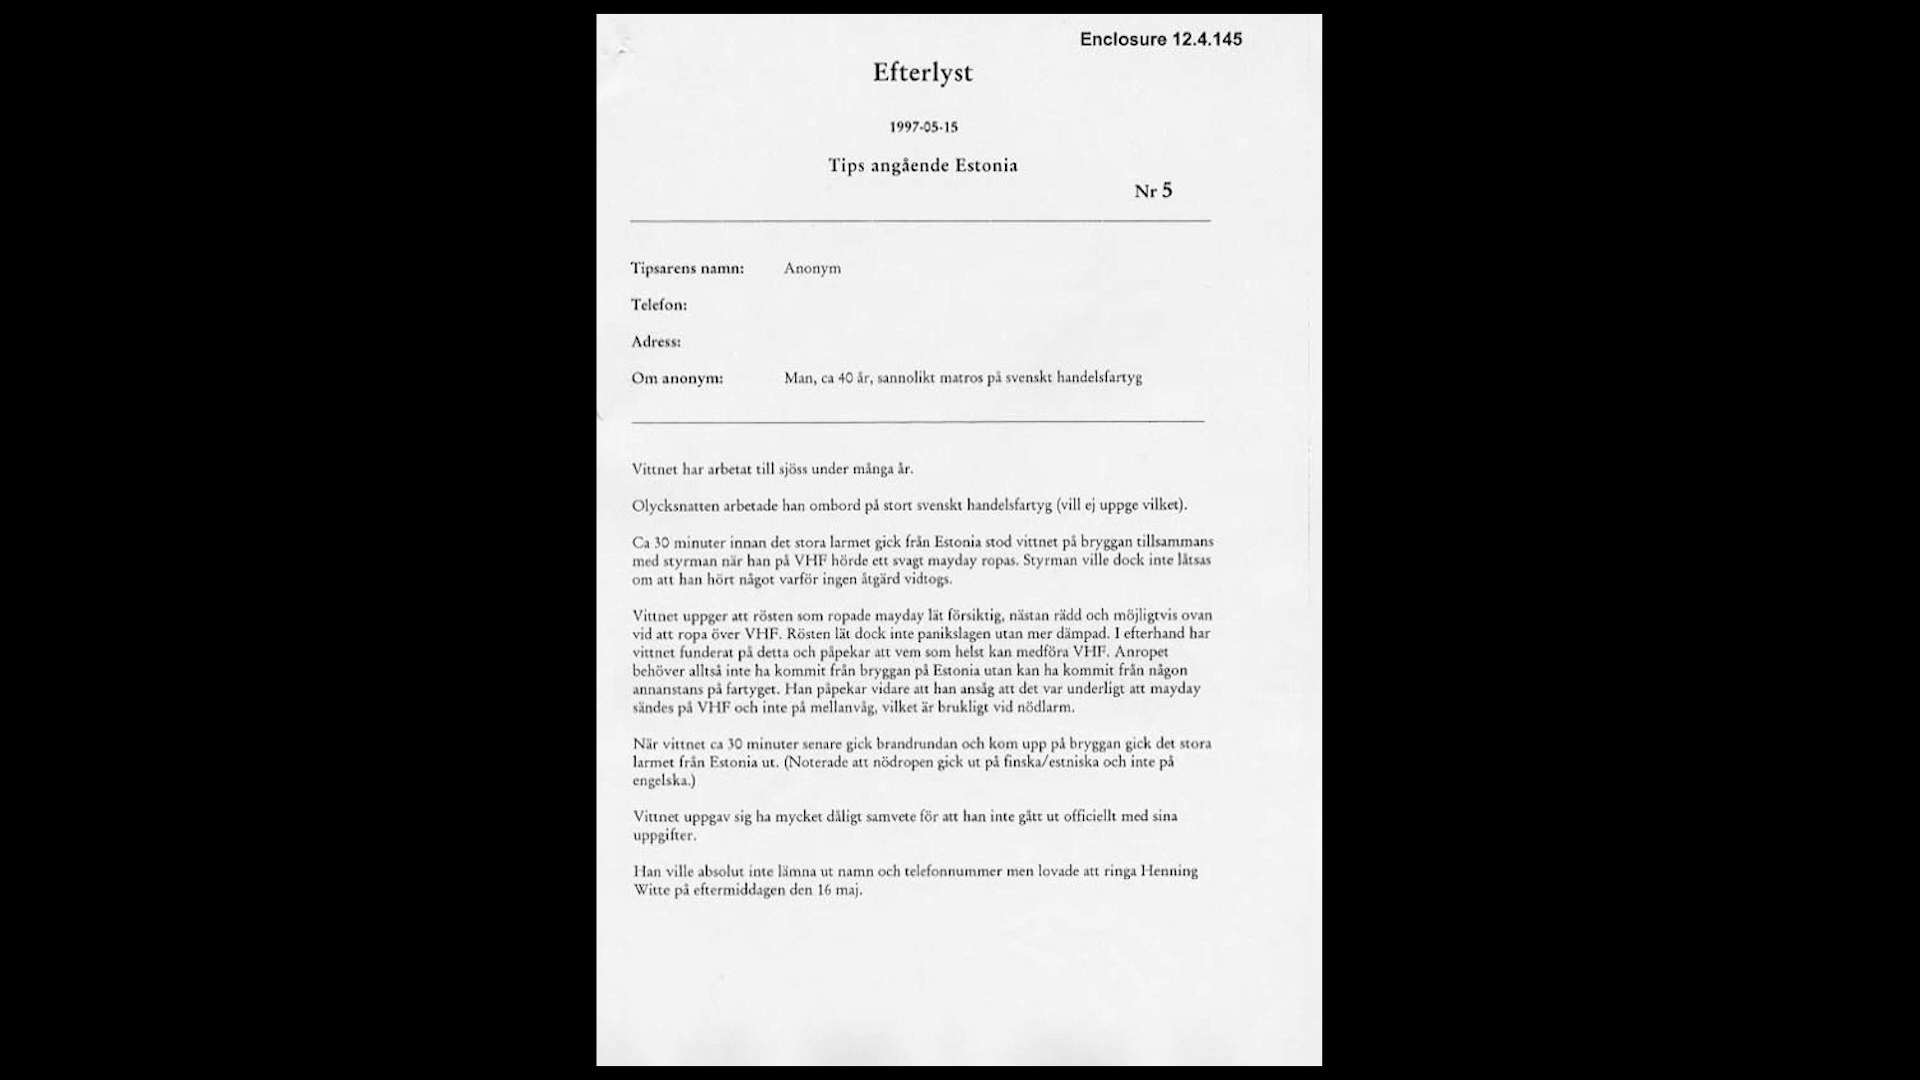 Enclosure 12.4.145
Efterlyst
1997-05-15
Tips angående Estonia
Nr 5
Tipsarens namn: Anonym
Telefon:
Adress:
Om anonym: Man, ca 40 år, sannolikt matros på svenskt handelsfartyg
Vittnet har arbetat till sjöss under många år.
Olycksnatten arbetade han ombord på stort svenskt handelsfartyg (vill ej uppge vilket).
Ca 30 minuter innan det stora larmet gick från Estonia stod vittnet på bryggan tillsammans
med styrman när han på VHF hörde ett svagt mayday ropas. Styrman ville dock inte låtsas
om att han hört något varför ingen åtgärd vidtogs.
Vittnet uppger att rösten som ropade mayday lät försiktig, nästan rädd och möjligtvis ovan
vid att ropa över VHF. Rösten lät dock inte panikslagen utan mer dämpad. I efterhand har
vittnet funderat på detta och påpekar att vem som helst kan medföra VHF. Anropet
behöver alltså inte ha kommit från bryggan på Estonia utan kan ha kommit från någon
annanstans på fartyget. Han påpekar vidare att han ansåg att det var underligt att mayday
sändes på VHF och inte på mellanvåg, vilket är brukligt vid nödlarm.
När vittnet ca 30 minuter senare gick brandrundan och kom upp på bryggan gick det stora
larmet från Estonia ut. (Noterade att nödropen gick ut på finska/estniska och inte på
engelska.)
Vittnet uppgav sig ha mycket dåligt samvete för att han inte gått ut officiellt med sina
uppgifter.
Han ville absolut inte lämna ut namn och telefonnummer men lovade att ringa Henning
Witte på eftermiddagen den 16 maj.